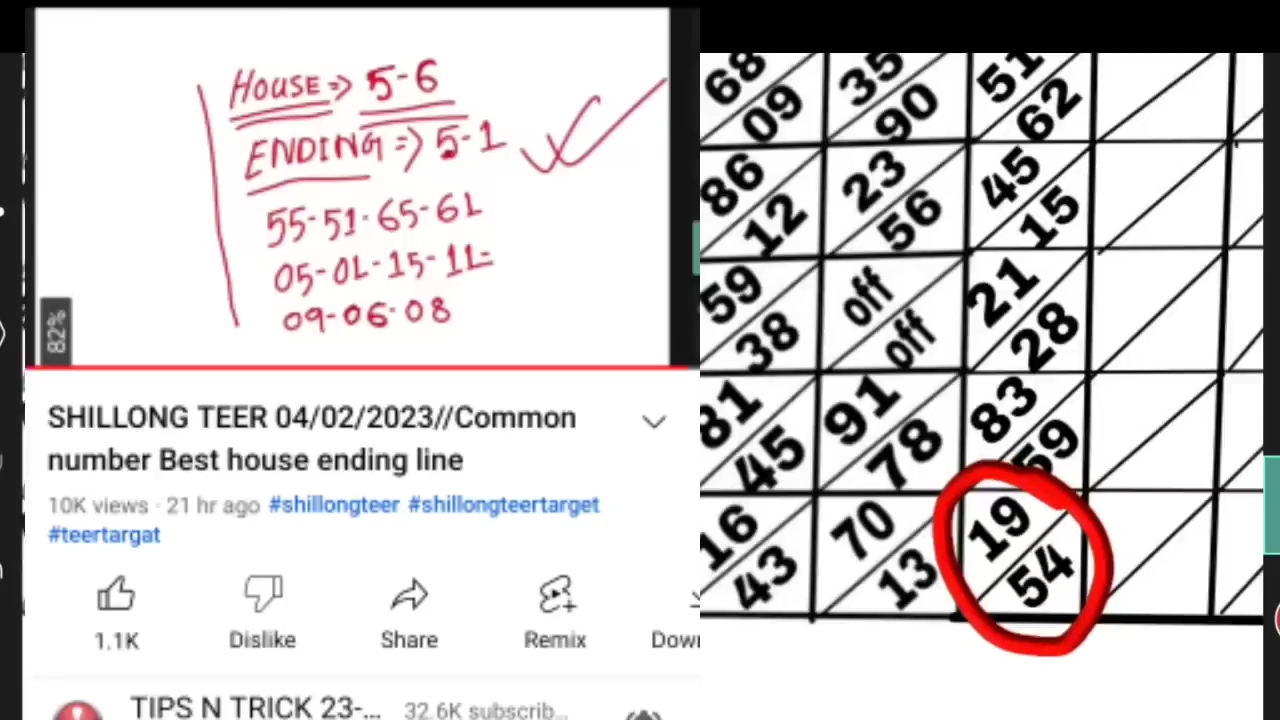 HOUSE => 5-6
ENDING => 5-1
55-51-65-61
05-01-15-11-
09-06-08
82%
SHILLONG TEER 04/02/2023//Common
number Best house ending line
10K views · 21 hr ago #shillongteer #shillongteertarget
#teertargat
1.1K Dislike Share Remix Down
TIPS N TRICK 23-... 32.6K subscrib...
68 35 51
09 90 62
86 23 45
12 56 15
59 off 21
38 off 28
81 91 83
45 78 59
16 70 19
43 13 54